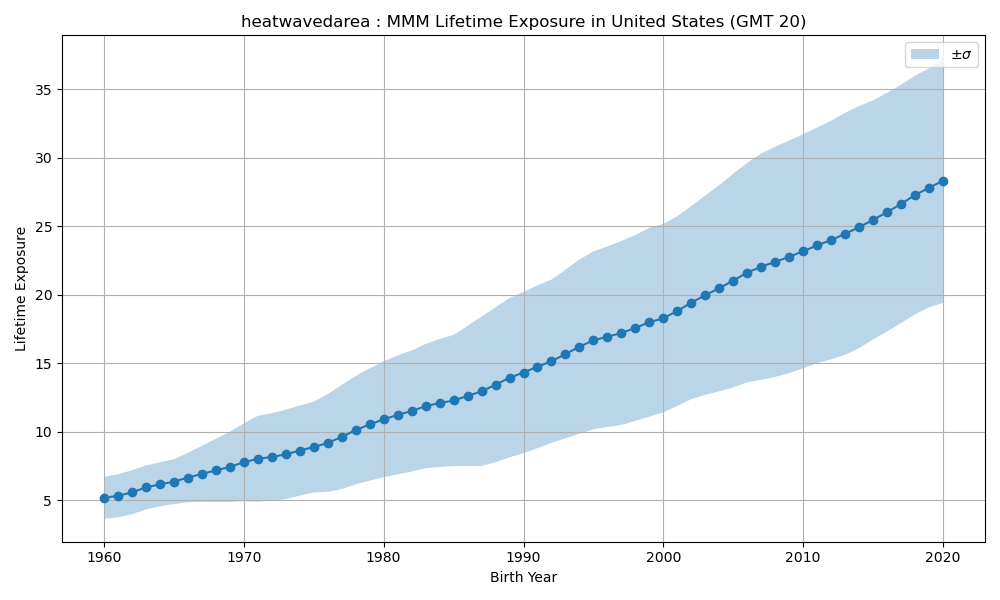 heatwavedarea : MMM Lifetime Exposure in United States (GMT 20)
±σ
Lifetime Exposure
35
30
25
20
15
10
5
1960 1970 1980 1990 2000 2010 2020
Birth Year